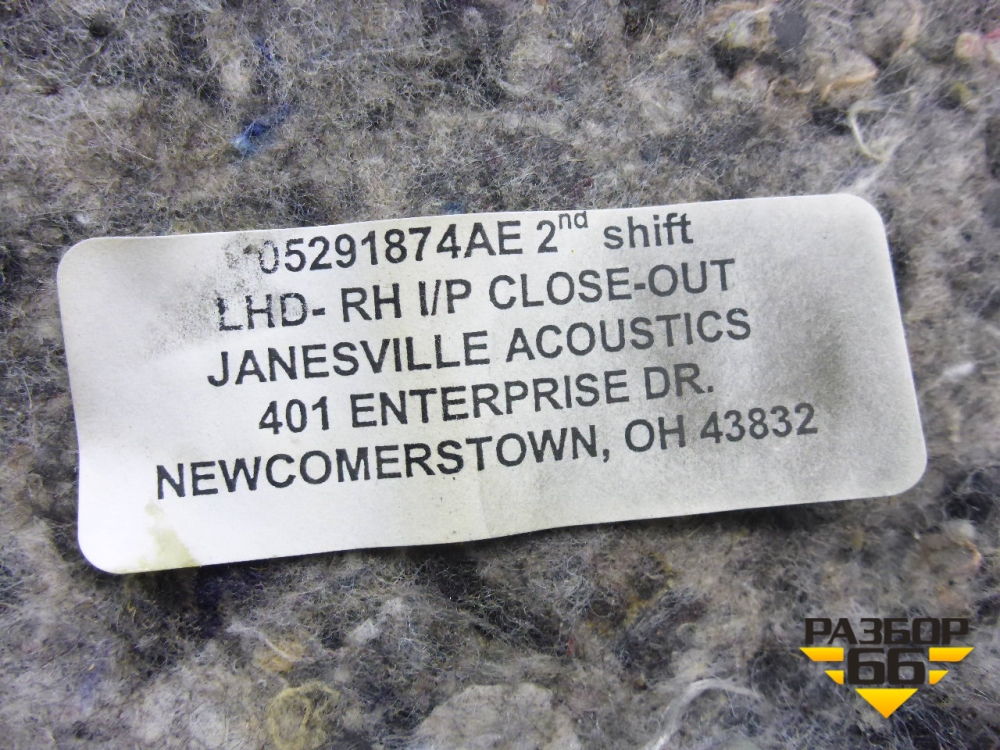 05291874AE 2nd shift
LHD- RH I/P CLOSE-OUT
JANESVILLE ACOUSTICS
401 ENTERPRISE DR.
NEWCOMERSTOWN, OH 43832
РАЗБОР
66